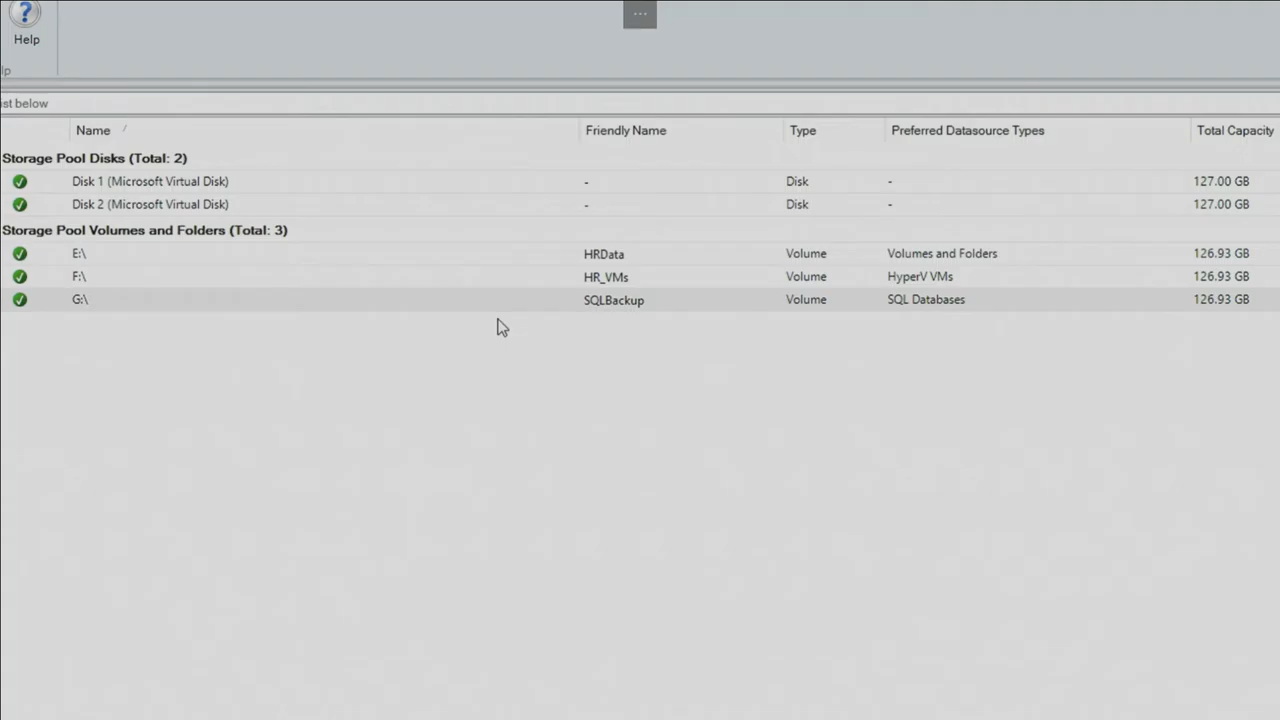 ...
Help
lp
ist below
Name / Friendly Name Type Preferred Datasource Types Total Capacity
Storage Pool Disks (Total: 2)
Disk 1 (Microsoft Virtual Disk) - Disk - 127.00 GB
Disk 2 (Microsoft Virtual Disk) - Disk - 127.00 GB
Storage Pool Volumes and Folders (Total: 3)
E:\ HRData Volume Volumes and Folders 126.93 GB
F:\ HR_VMs Volume HyperV VMs 126.93 GB
G:\ SQLBackup Volume SQL Databases 126.93 GB